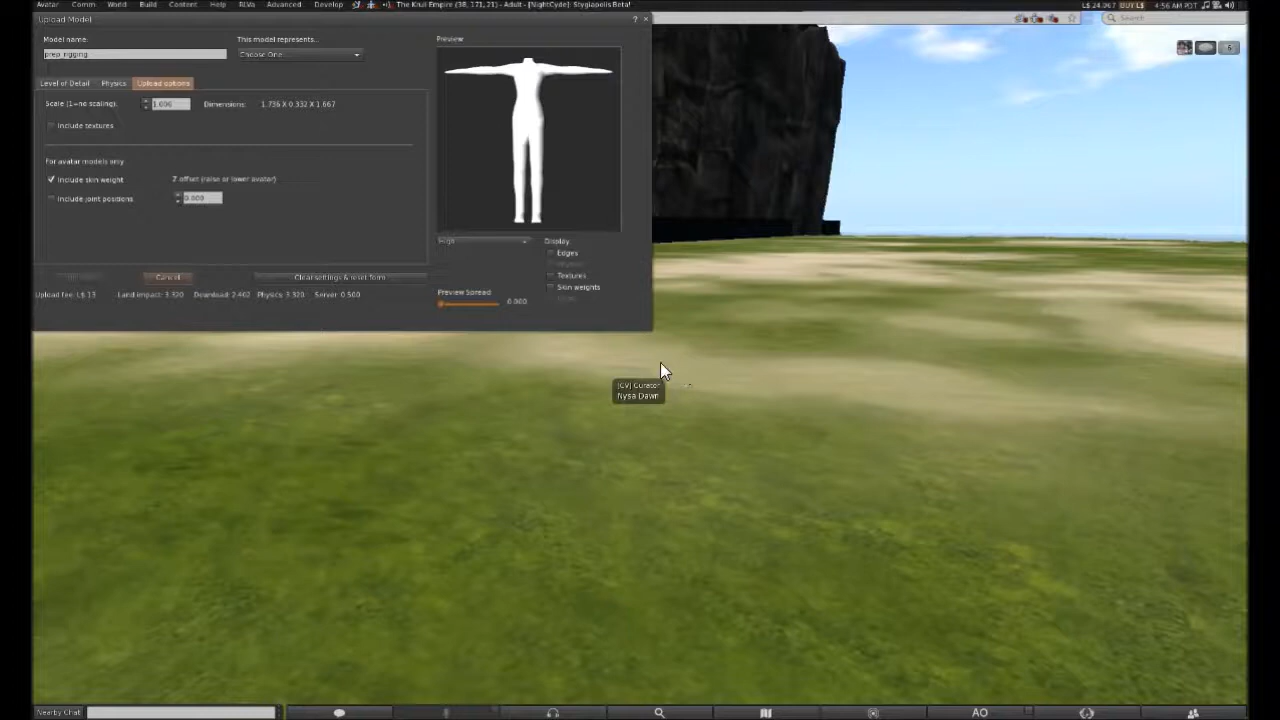 Avatar Comm World Build Content Help RLVa Advanced Develop The Knull Empire (38, 171, 21) - Adult - [NightCyde]: Stygiapolis Beta! L$ 24,067 BUY L$ 4:56 AM PDT
Upload Model ? ×
Search
Model name: This model represents... Preview
prep_rigging Choose One...
6
Level of Detail Physics Upload options
Scale (1=no scaling): 1.000 Dimensions: 1.736 X 0.332 X 1.667
Include textures
For avatar models only
Include skin weight Z offset (raise or lower avatar)
Include joint positions 0.000
High Display
Edges
Textures
Cancel Clear settings & reset form
Skin weights
Upload fee: L$ 13 Land impact: 3.320 Download: 2.402 Physics: 3.320 Server: 0.500
Preview Spread 0.000
[CV] Curator
Nysa Dawn
Nearby Chat AO